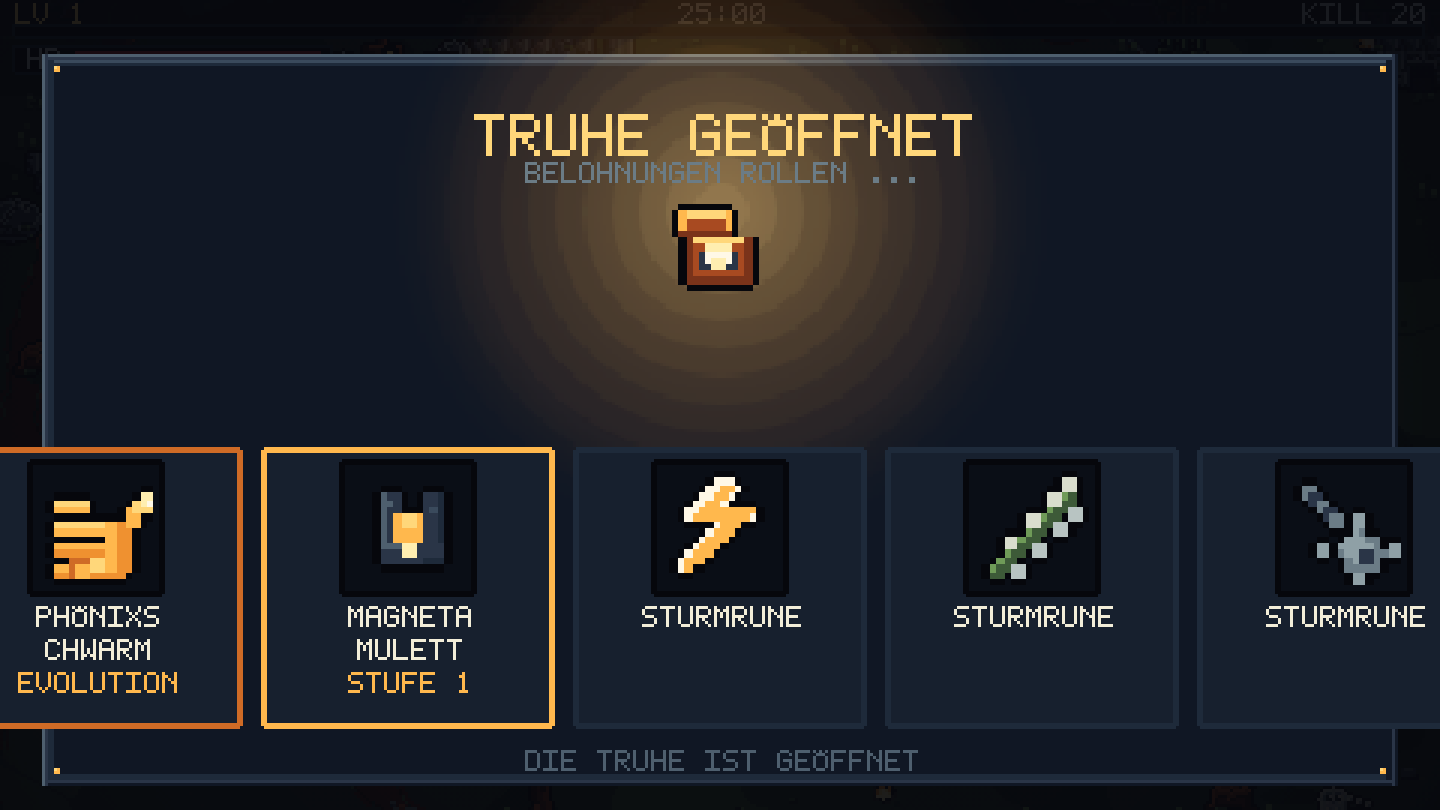 LV 1
25:00
KILL 20
TRUHE GEÖFFNET
BELOHNUNGEN ROLLEN ...
PHÖNIXS
CHWARM
EVOLUTION
MAGNETA
MULETT
STUFE 1
STURMRUNE
STURMRUNE
STURMRUNE
DIE TRUHE IST GEÖFFNET